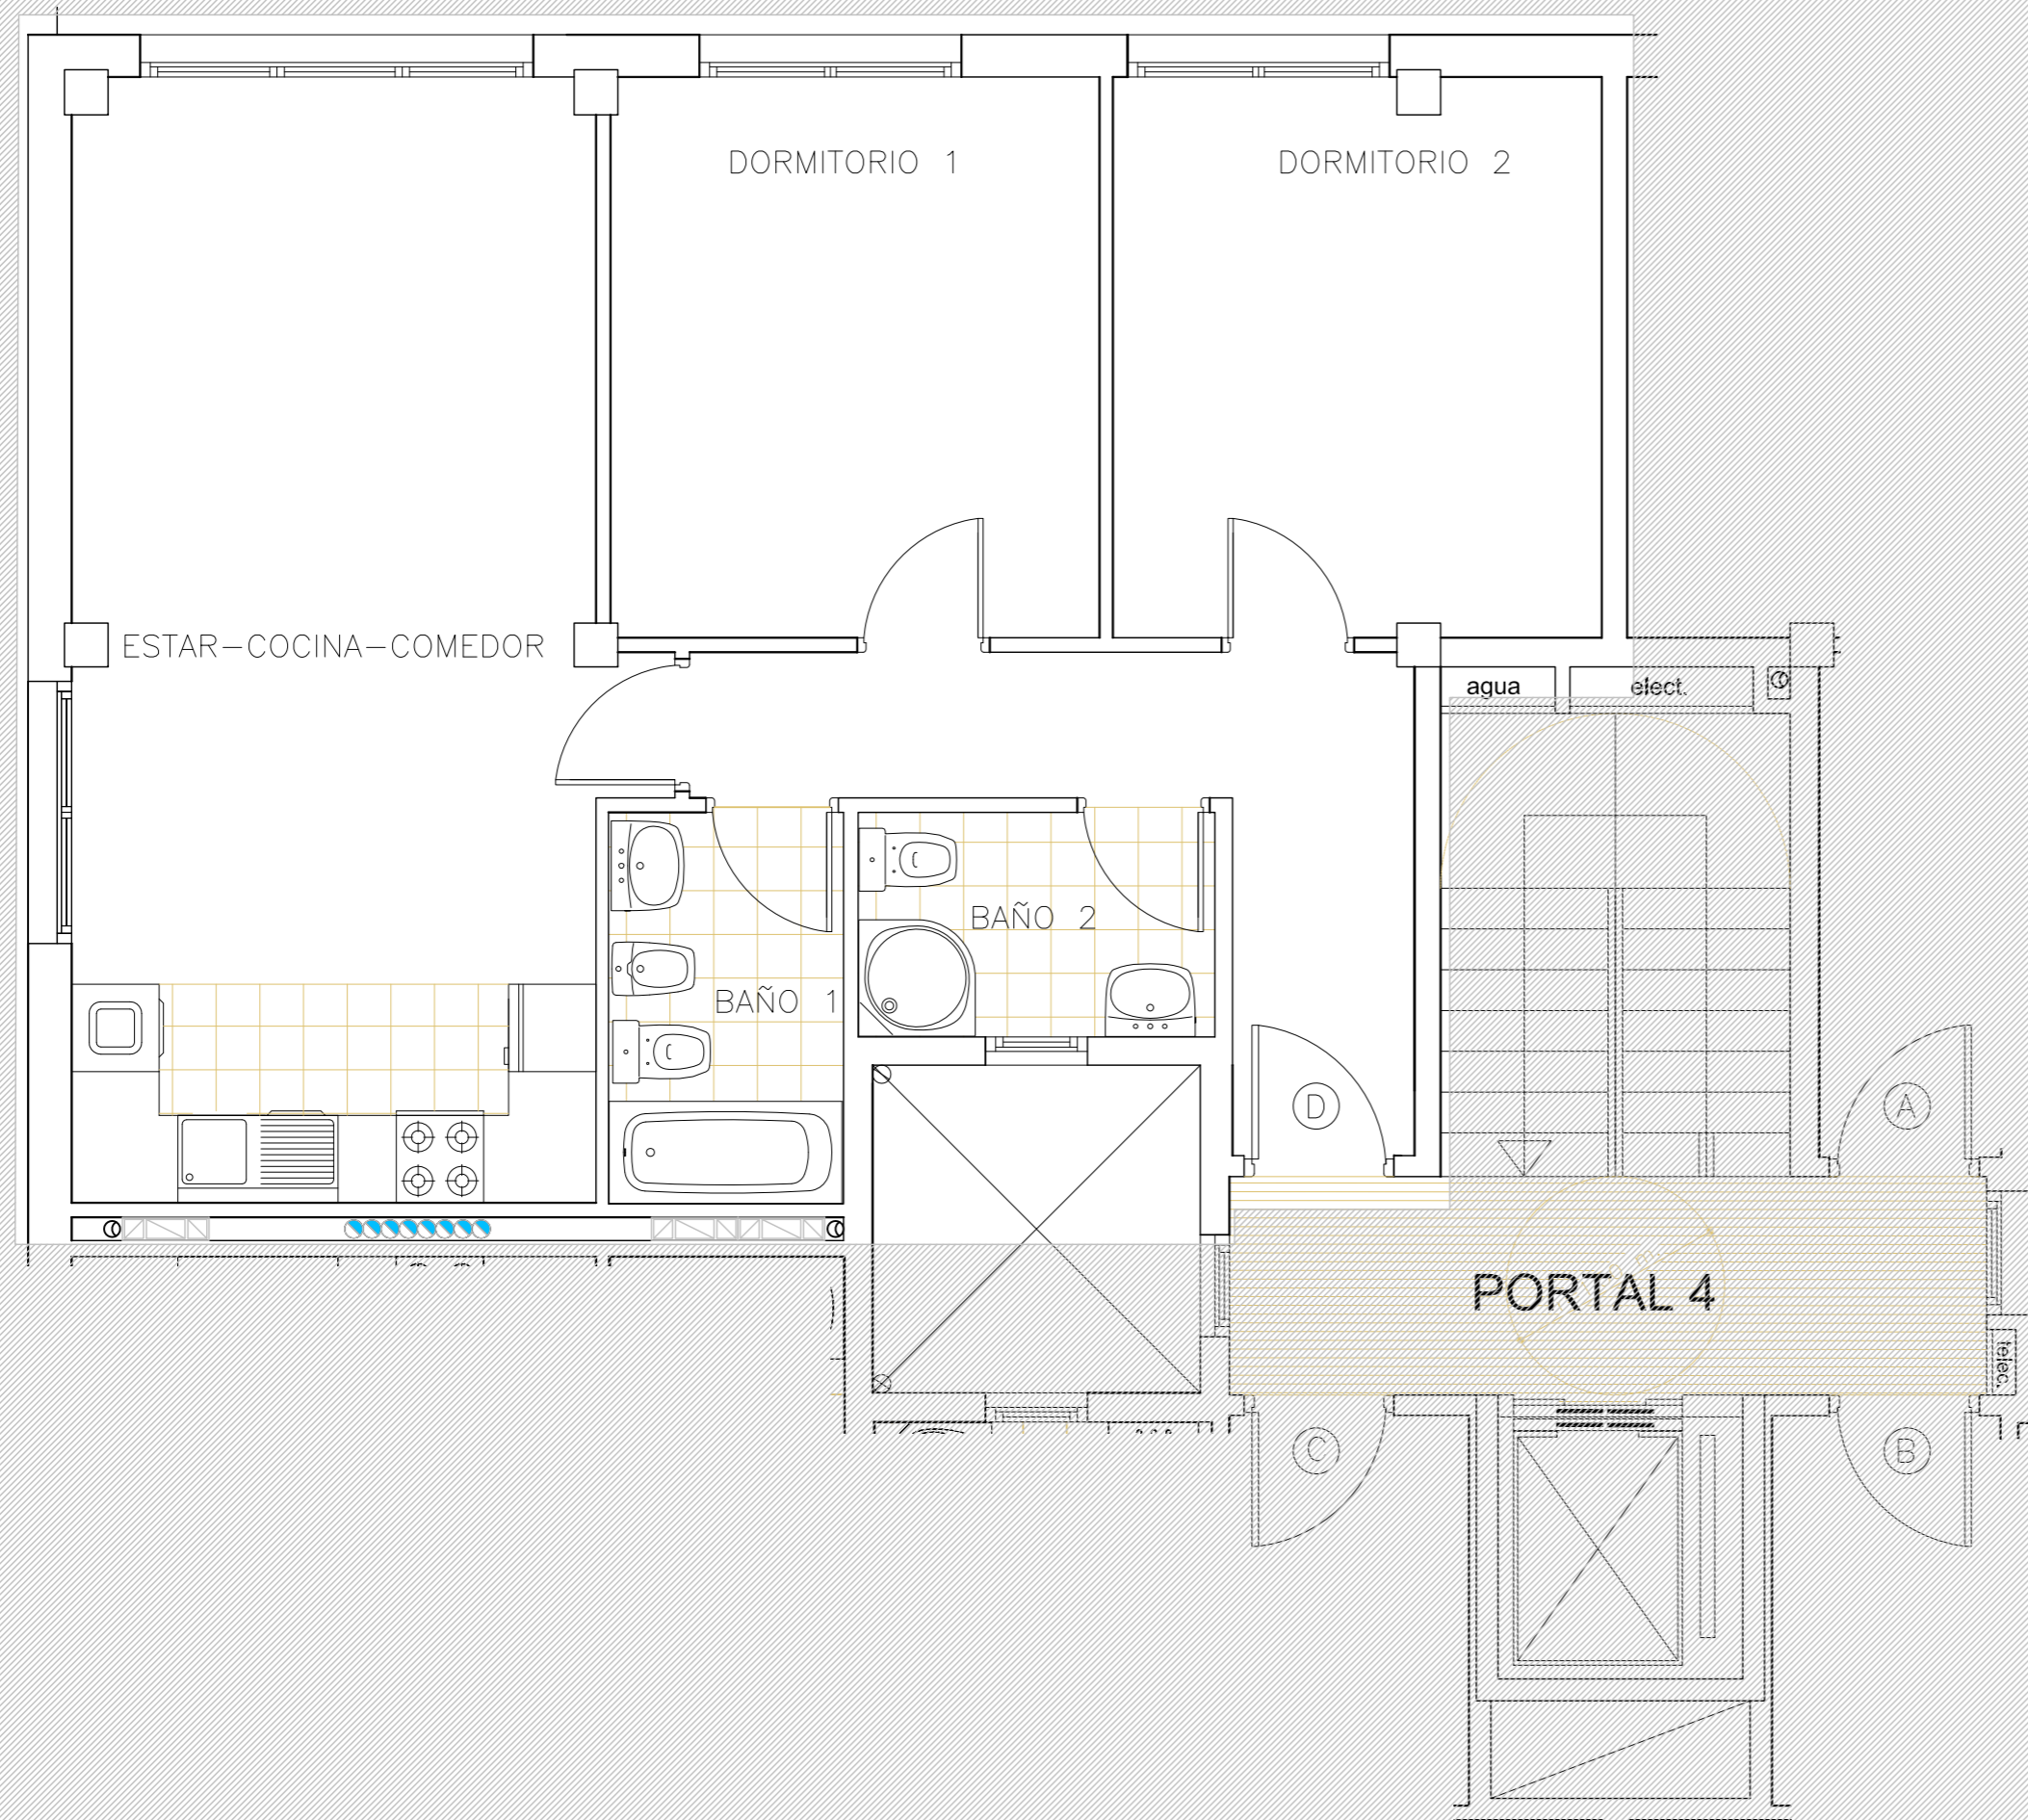 DORMITORIO 1
DORMITORIO 2
ESTAR-COCINA-COMEDOR
agua
elect.
BAÑO 2
BAÑO 1
D
A
PORTAL 4
telec.
C
B